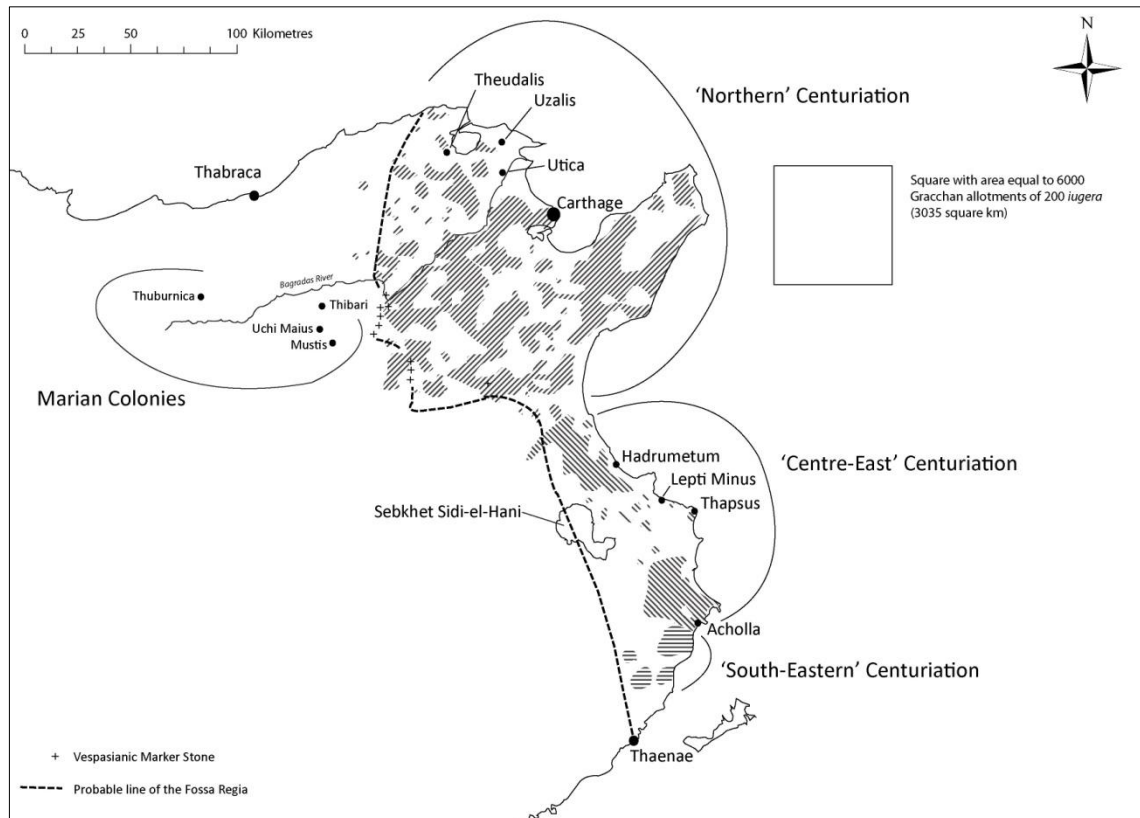 0 25 50 100 Kilometres
N
Theudalis
Uzalis
'Northern' Centuriation
Utica
Thabraca
Square with area equal to 6000
Gracchan allotments of 200 iugera
(3035 square km)
Carthage
Bagradas River
Thuburnica
Thibari
Uchi Maius
Mustis
Marian Colonies
Hadrumetum
'Centre-East' Centuriation
Lepti Minus
Thapsus
Sebkhet Sidi-el-Hani
Acholla
'South-Eastern' Centuriation
Thaenae
Vespasianic Marker Stone
Probable line of the Fossa Regia